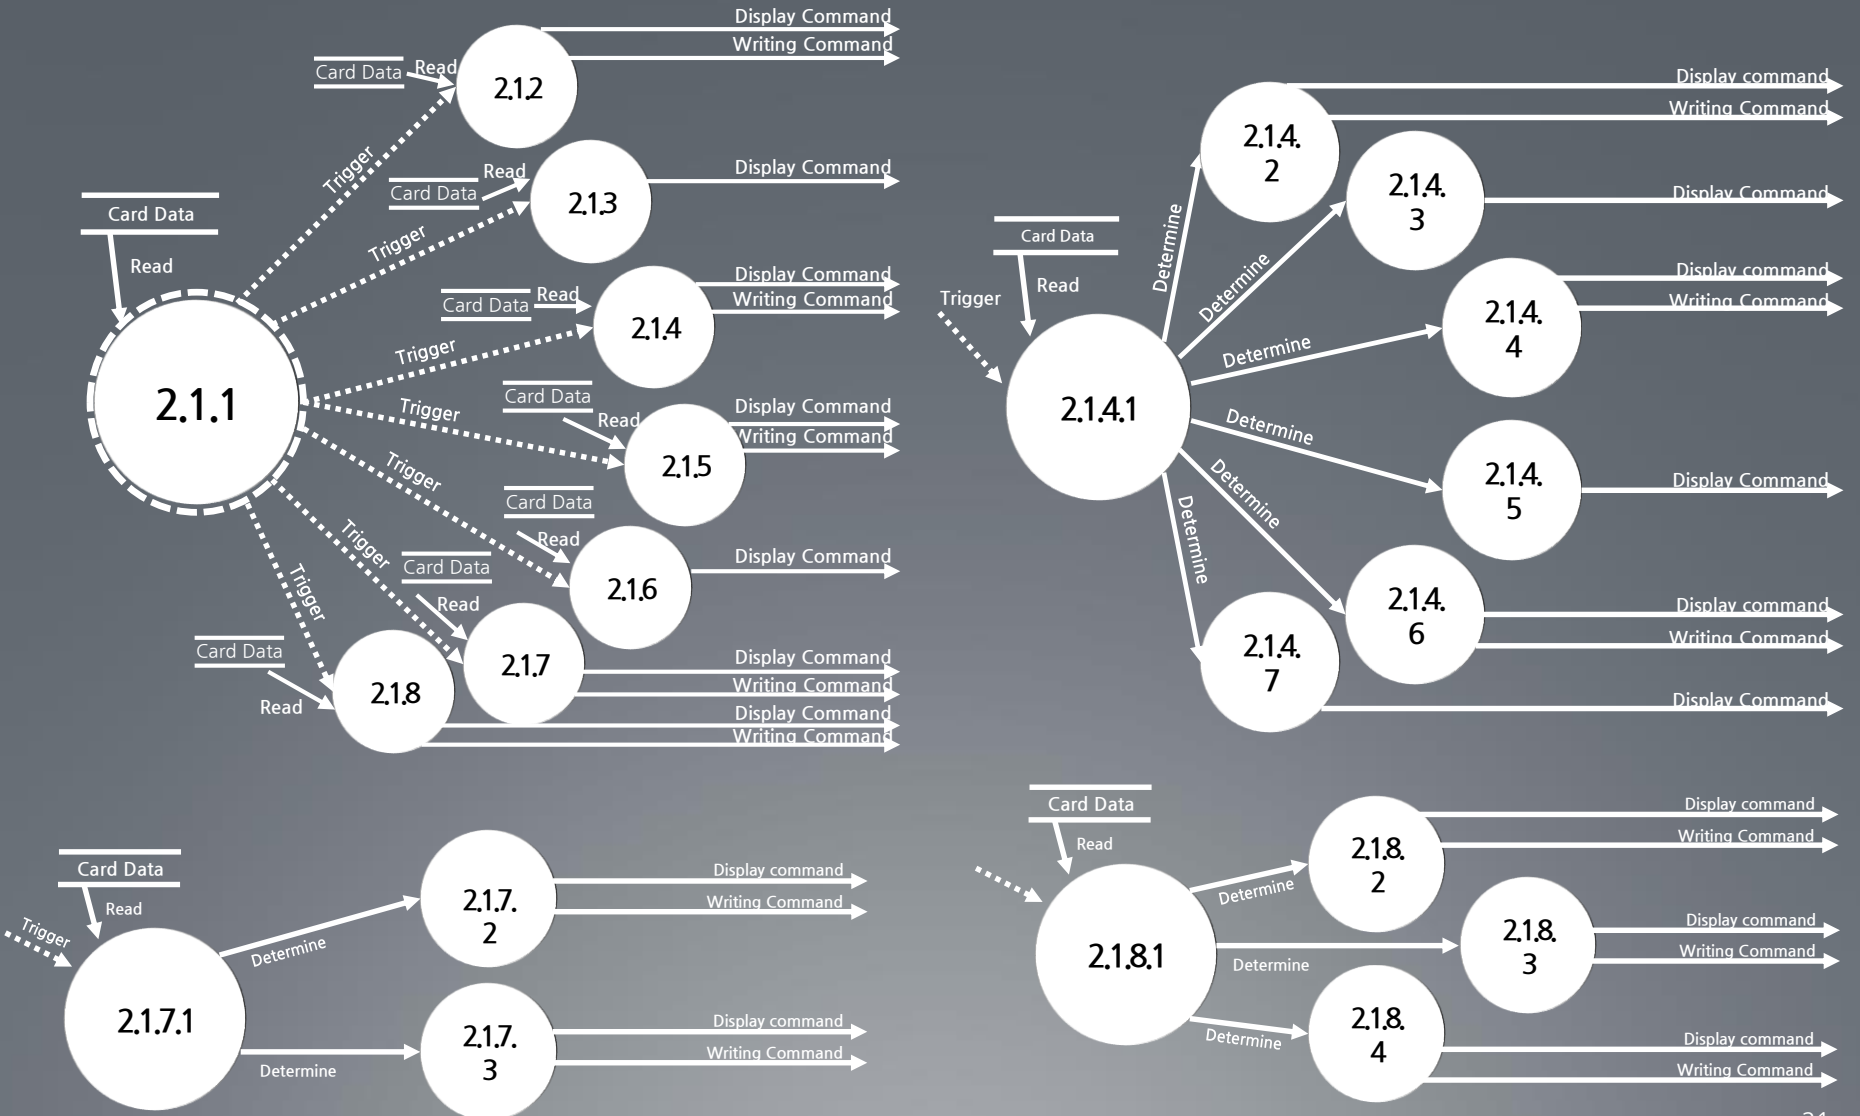 Display Command
Writing Command
Card Data
Read
2.1.2
Trigger
Display Command
Card Data
Read
2.1.3
Trigger
Card Data
Read
Display Command
Writing Command
Card Data
Read
2.1.4
Trigger
2.1.1
Display Command
Writing Command
Card Data
Read
2.1.5
Trigger
Display Command
Card Data
Read
2.1.6
Trigger
Display Command
Writing Command
Card Data
Read
2.1.7
Trigger
Display Command
Writing Command
Card Data
Read
2.1.8
Trigger
Display command
Writing Command
2.1.4.
2
Determine
Display Command
2.1.4.
3
Determine
Card Data
Read
Trigger
2.1.4.1
Display command
Writing Command
2.1.4.
4
Determine
Display Command
2.1.4.
5
Determine
Display command
Writing Command
2.1.4.
6
Determine
Display Command
2.1.4.
7
Determine
Card Data
Read
Trigger
2.1.7.1
Display command
Writing Command
2.1.7.
2
Determine
Display command
Writing Command
2.1.7.
3
Determine
Card Data
Read
2.1.8.1
Display command
Writing Command
2.1.8.
2
Determine
Display command
Writing Command
2.1.8.
3
Determine
Display command
Writing Command
2.1.8.
4
Determine